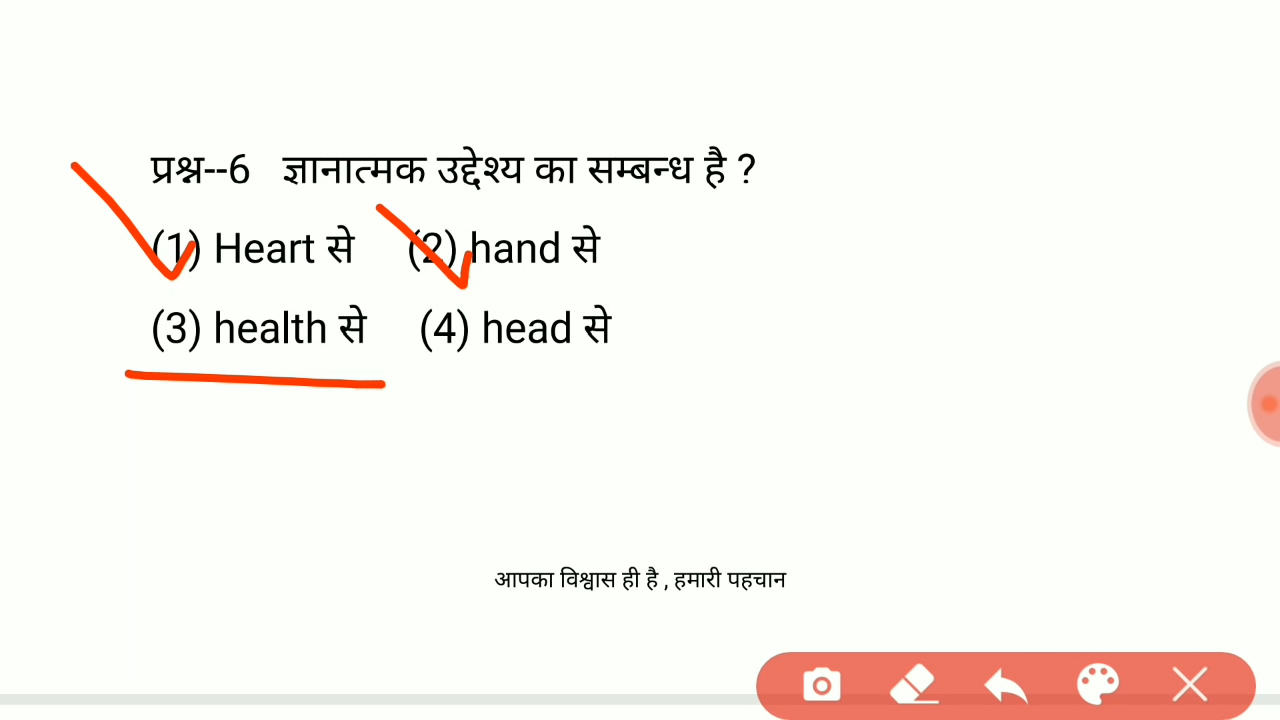 प्रश्न--6 ज्ञानात्मक उद्देश्य का सम्बन्ध है ?
(1) Heart से (2) hand से
(3) health से (4) head से
आपका विश्वास ही है , हमारी पहचान